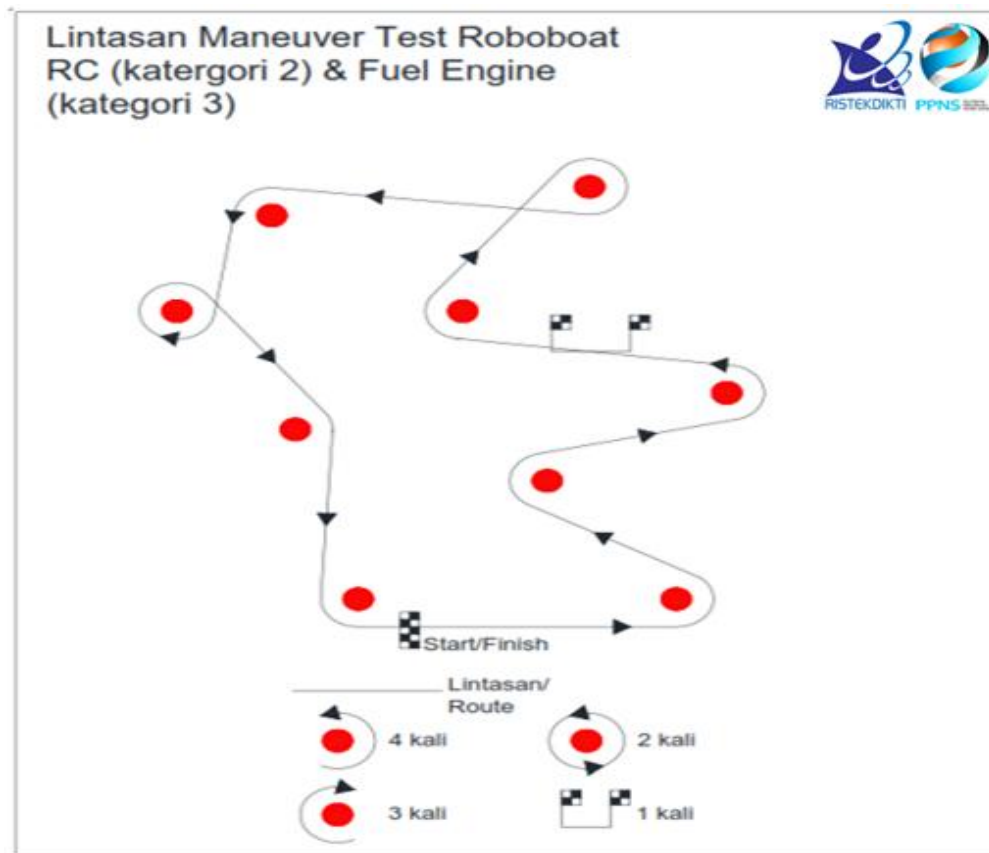 Lintasan Maneuver Test Roboboat
RC (katergori 2) & Fuel Engine
(kategori 3)
RISTEKDIKTI
PPNS
Start/Finish
Lintasan/
Route
4 kali
2 kali
3 kali
1 kali